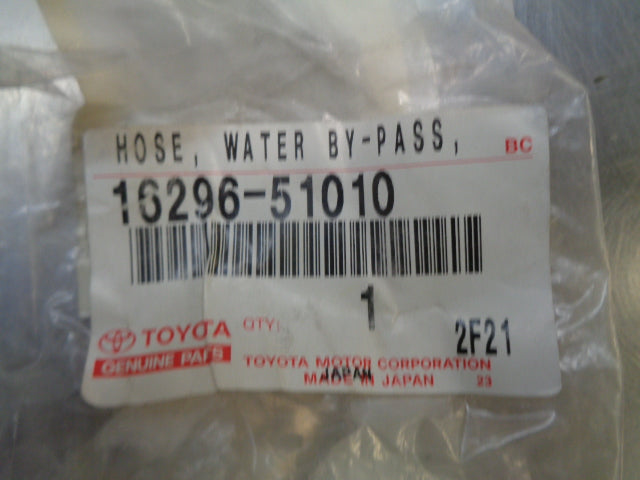 HOSE, WATER BY-PASS, BC
16296-51010
QTY: 1
TOYOTA 2F21
GENUINE PARTS
TOYOTA MOTOR CORPORATION
JAPAN
MADE IN JAPAN 23